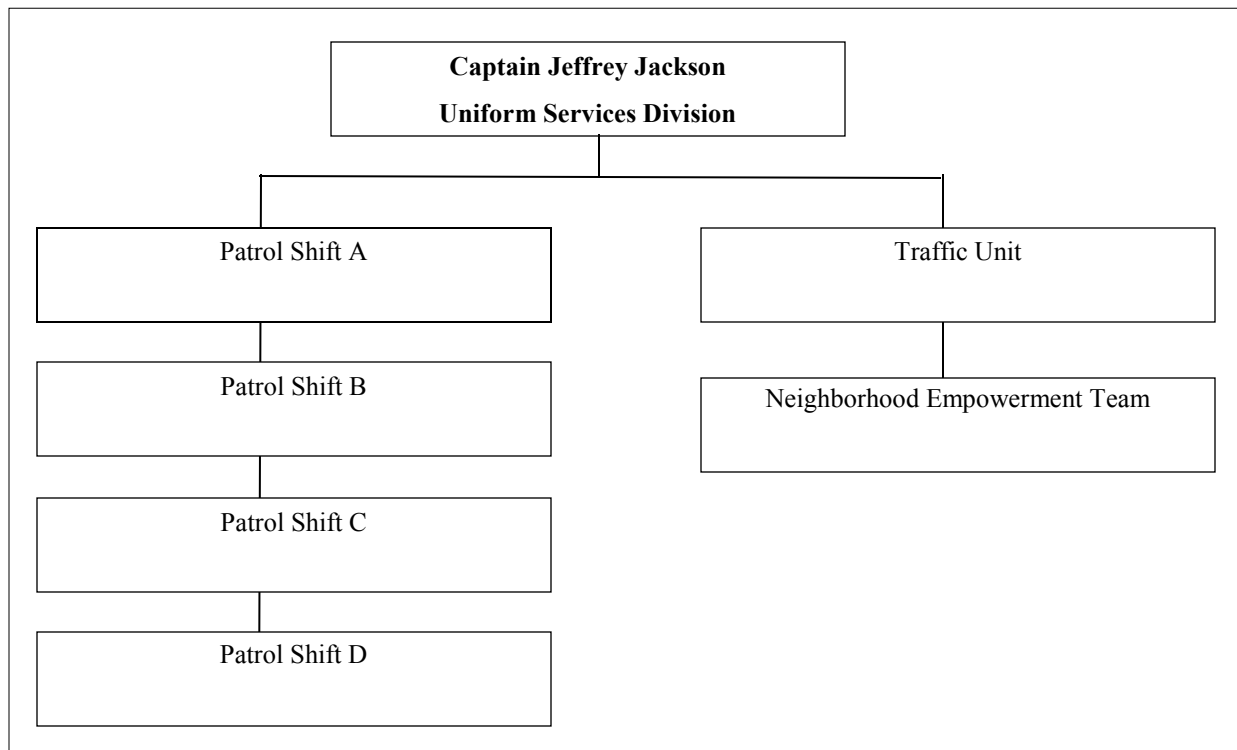 Captain Jeffrey Jackson
Uniform Services Division
Patrol Shift A
Traffic Unit
Patrol Shift B
Neighborhood Empowerment Team
Patrol Shift C
Patrol Shift D